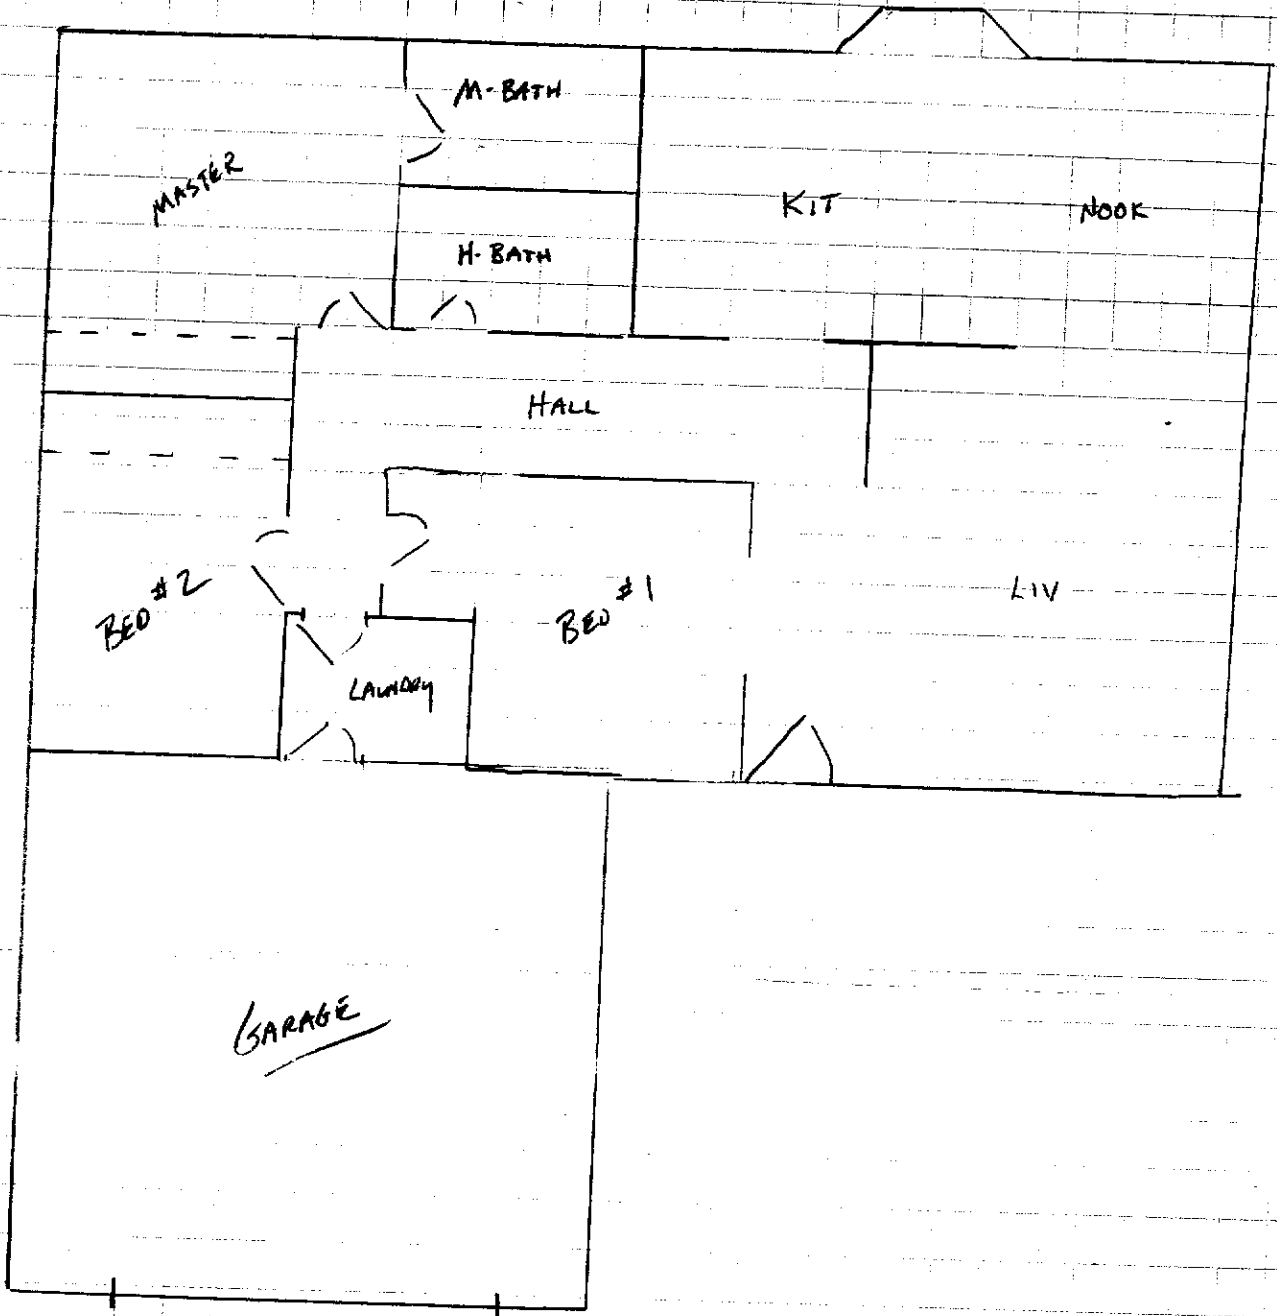 M-BATH
MASTER
KIT
NOOK
H-BATH
HALL
BED #2
BED #1
LIV
LAUNDRY
GARAGE